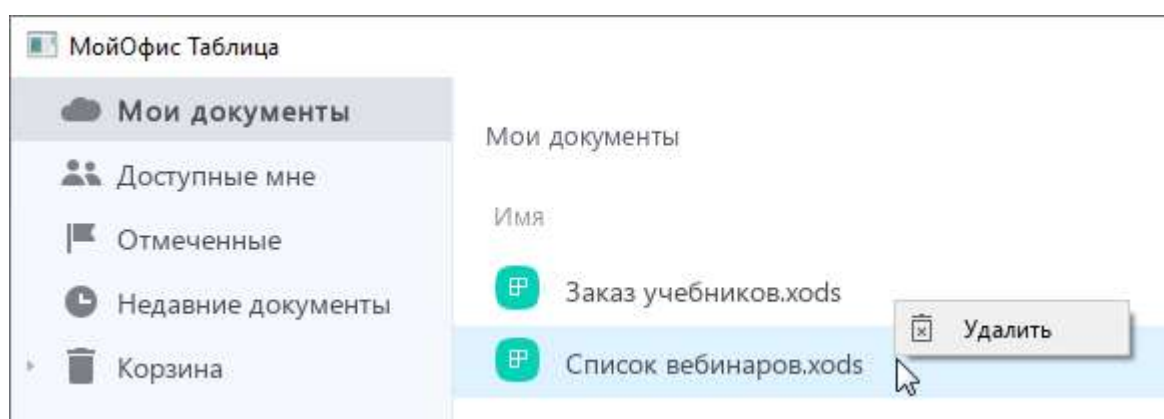 МойОфис Таблица
Мои документы
Доступные мне
Отмеченные
Недавние документы
Корзина
Мои документы
Имя
Заказ учебников.xods
Список вебинаров.xods
Удалить